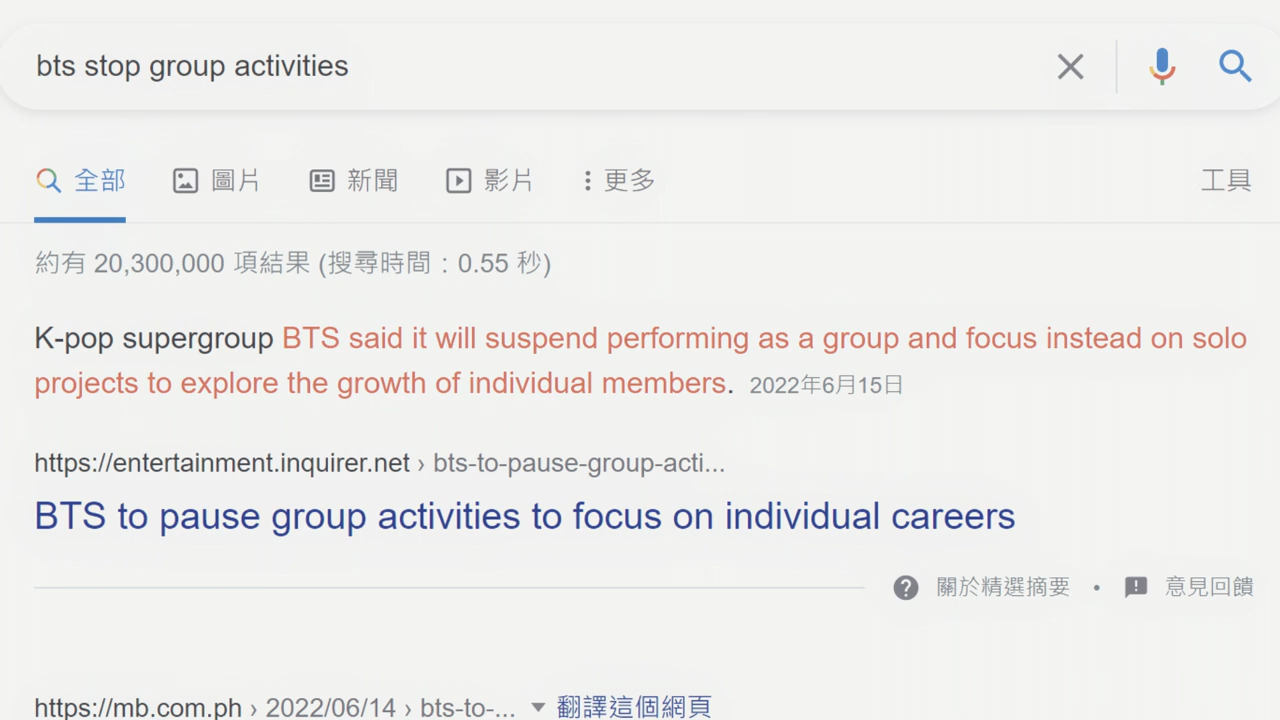 bts stop group activities
全部 圖片 新聞 影片 更多 工具
約有 20,300,000 項結果 (搜尋時間：0.55 秒)
K-pop supergroup BTS said it will suspend performing as a group and focus instead on solo
projects to explore the growth of individual members. 2022年6月15日
https://entertainment.inquirer.net › bts-to-pause-group-acti...
BTS to pause group activities to focus on individual careers
關於精選摘要 • 意見回饋
https://mb.com.ph › 2022/06/14 › bts-to-... 翻譯這個網頁